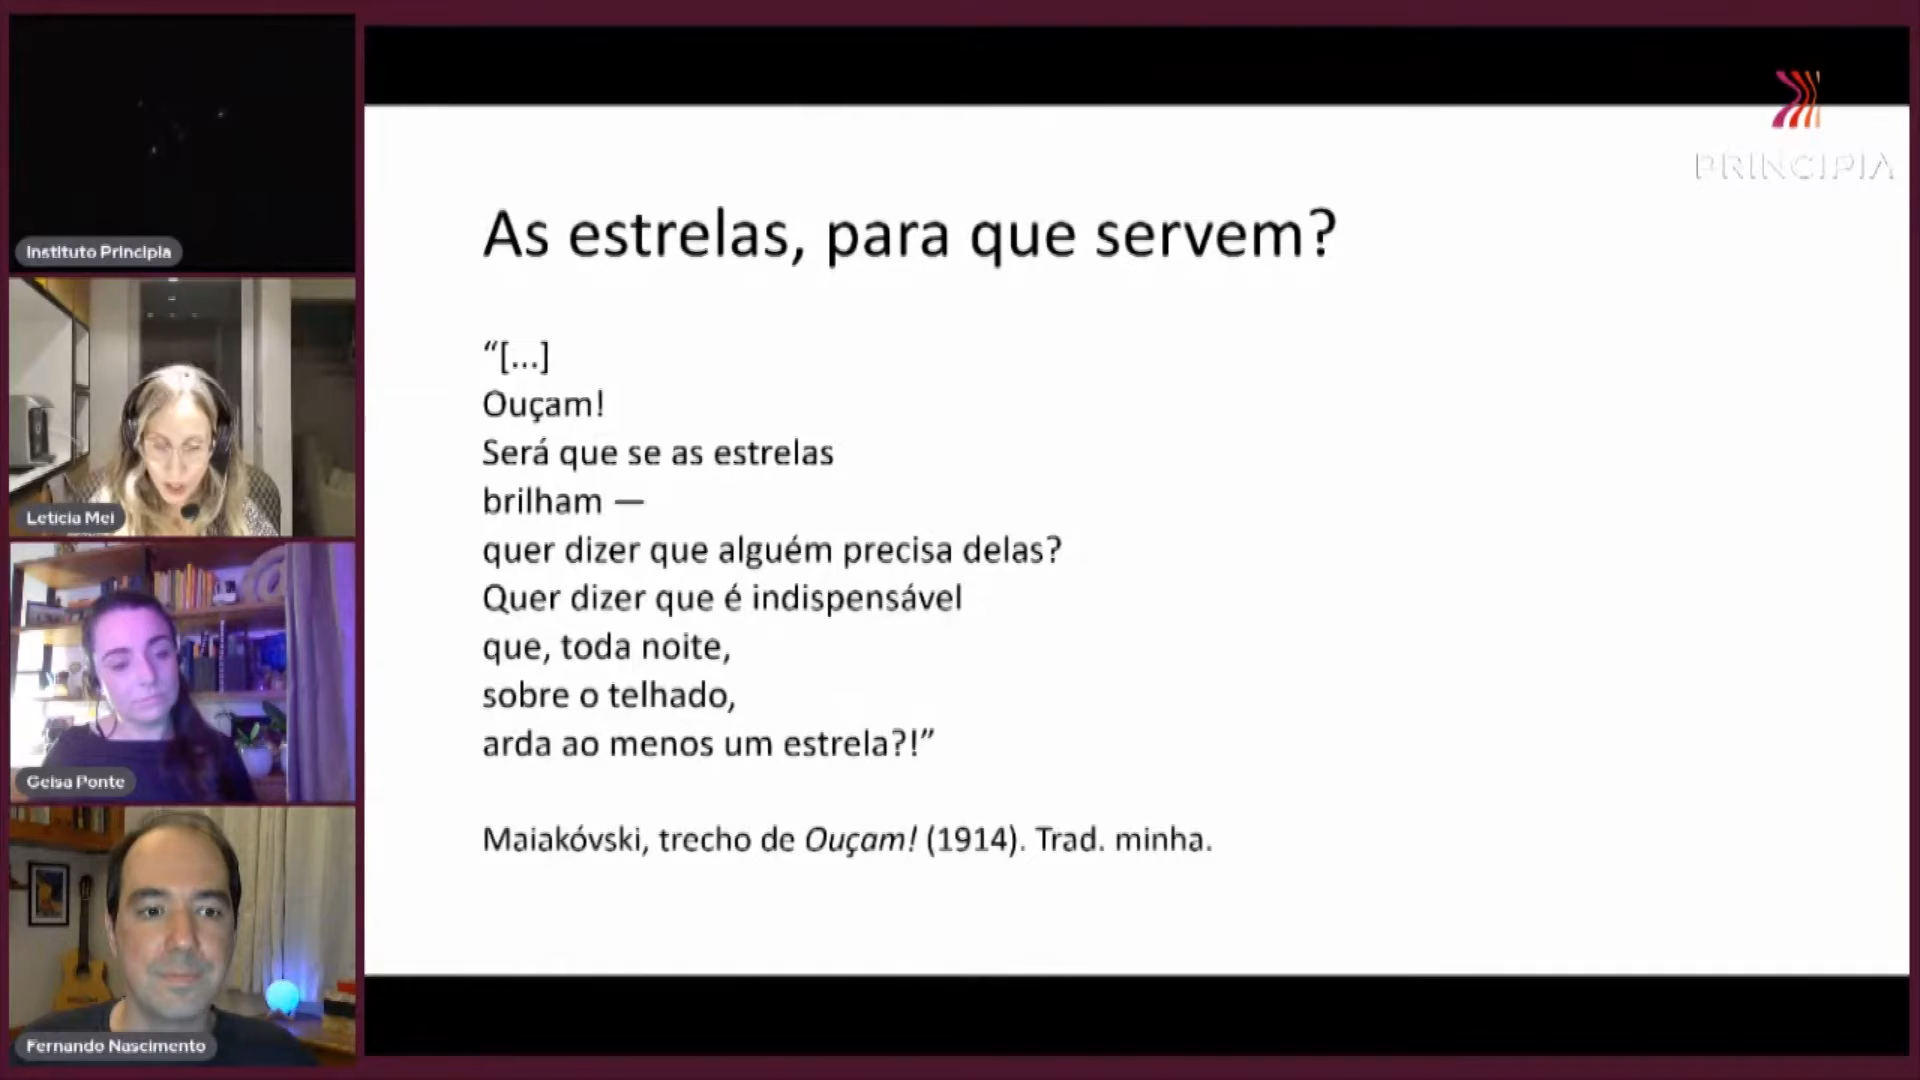 Instituto Principia
Leticia Mei
Geisa Ponte
Fernando Nascimento
PRINCIPIA
As estrelas, para que servem?
“[...]
Ouçam!
Será que se as estrelas
brilham —
quer dizer que alguém precisa delas?
Quer dizer que é indispensável
que, toda noite,
sobre o telhado,
arda ao menos um estrela?!”
Maiakóvski, trecho de Ouçam! (1914). Trad. minha.